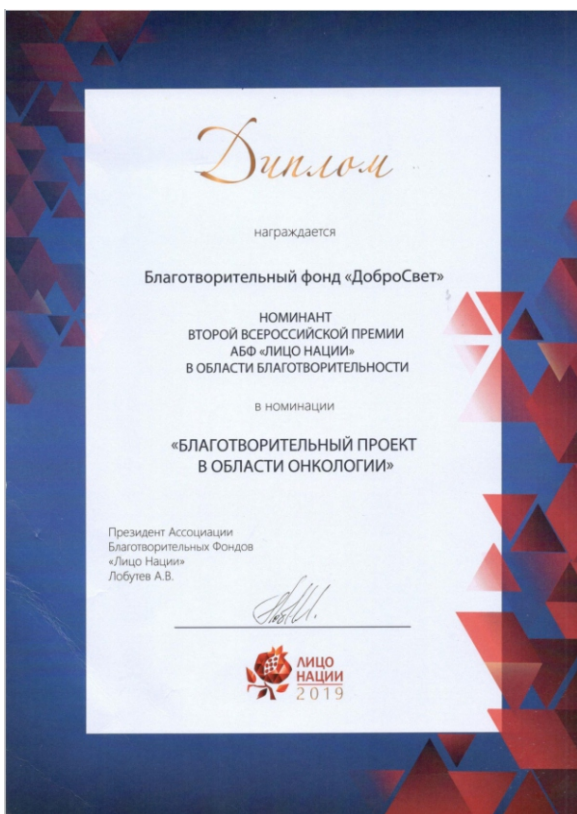 Диплом
награждается
Благотворительный фонд «ДоброСвет»
НОМИНАНТ
ВТОРОЙ ВСЕРОССИЙСКОЙ ПРЕМИИ
АБФ «ЛИЦО НАЦИИ»
В ОБЛАСТИ БЛАГОТВОРИТЕЛЬНОСТИ
в номинации
«БЛАГОТВОРИТЕЛЬНЫЙ ПРОЕКТ
В ОБЛАСТИ ОНКОЛОГИИ»
Президент Ассоциации
Благотворительных Фондов
«Лицо Нации»
Лобутев А.В.
ЛИЦО
НАЦИИ
2019